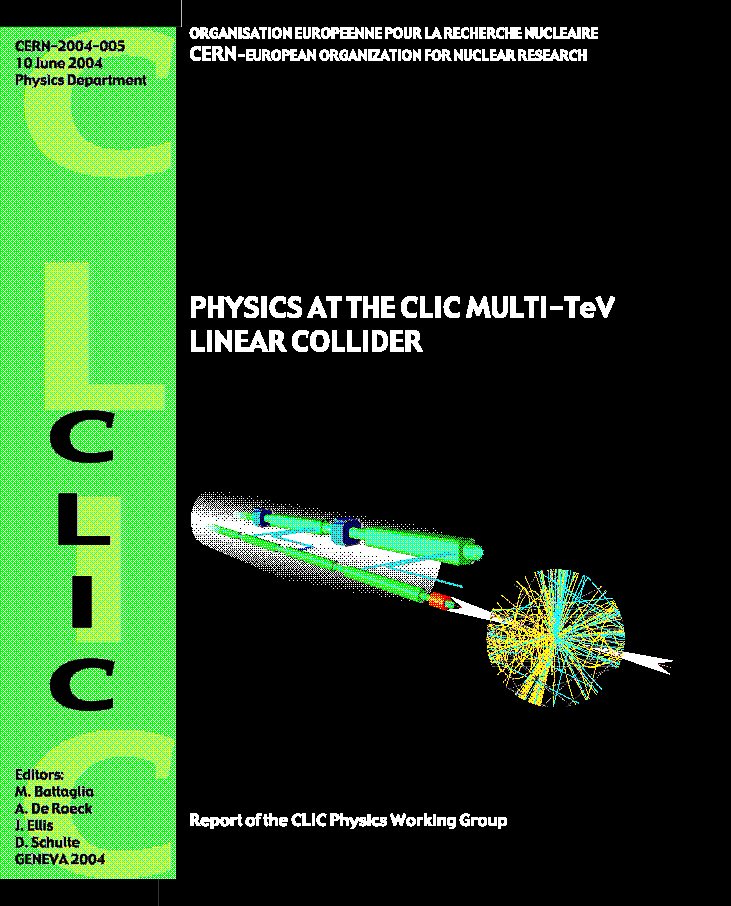 CERN–2004–005
10 June 2004
Physics Department
ORGANISATION EUROPEENNE POUR LA RECHERCHE NUCLEAIRE
CERN–EUROPEAN ORGANIZATION FOR NUCLEAR RESEARCH
C
L
I
C
PHYSICS AT THE CLIC MULTI–TeV
LINEAR COLLIDER
C
L
I
C
Editors:
M. Battaglia
A. De Roeck
J. Ellis
D. Schulte
GENEVA 2004
Report of the CLIC Physics Working Group